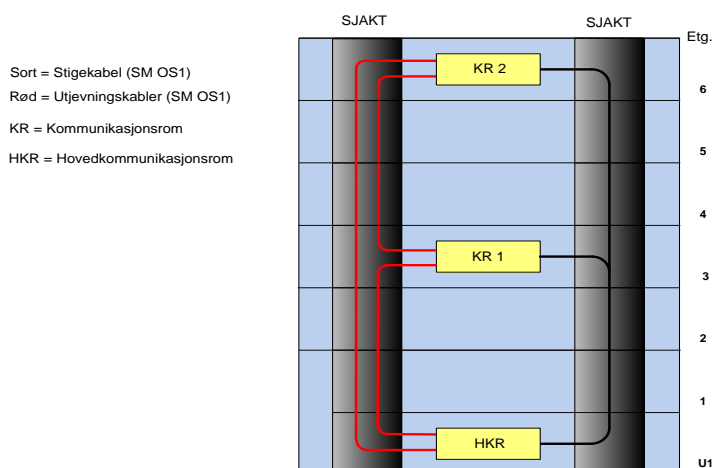 SJAKT
SJAKT
Etg.
Sort = Stigekabel (SM OS1)
Rød = Utjevningskabler (SM OS1)
KR = Kommunikasjonsrom
HKR = Hovedkommunikasjonsrom
KR 2
6
5
4
KR 1
3
2
1
HKR
U1